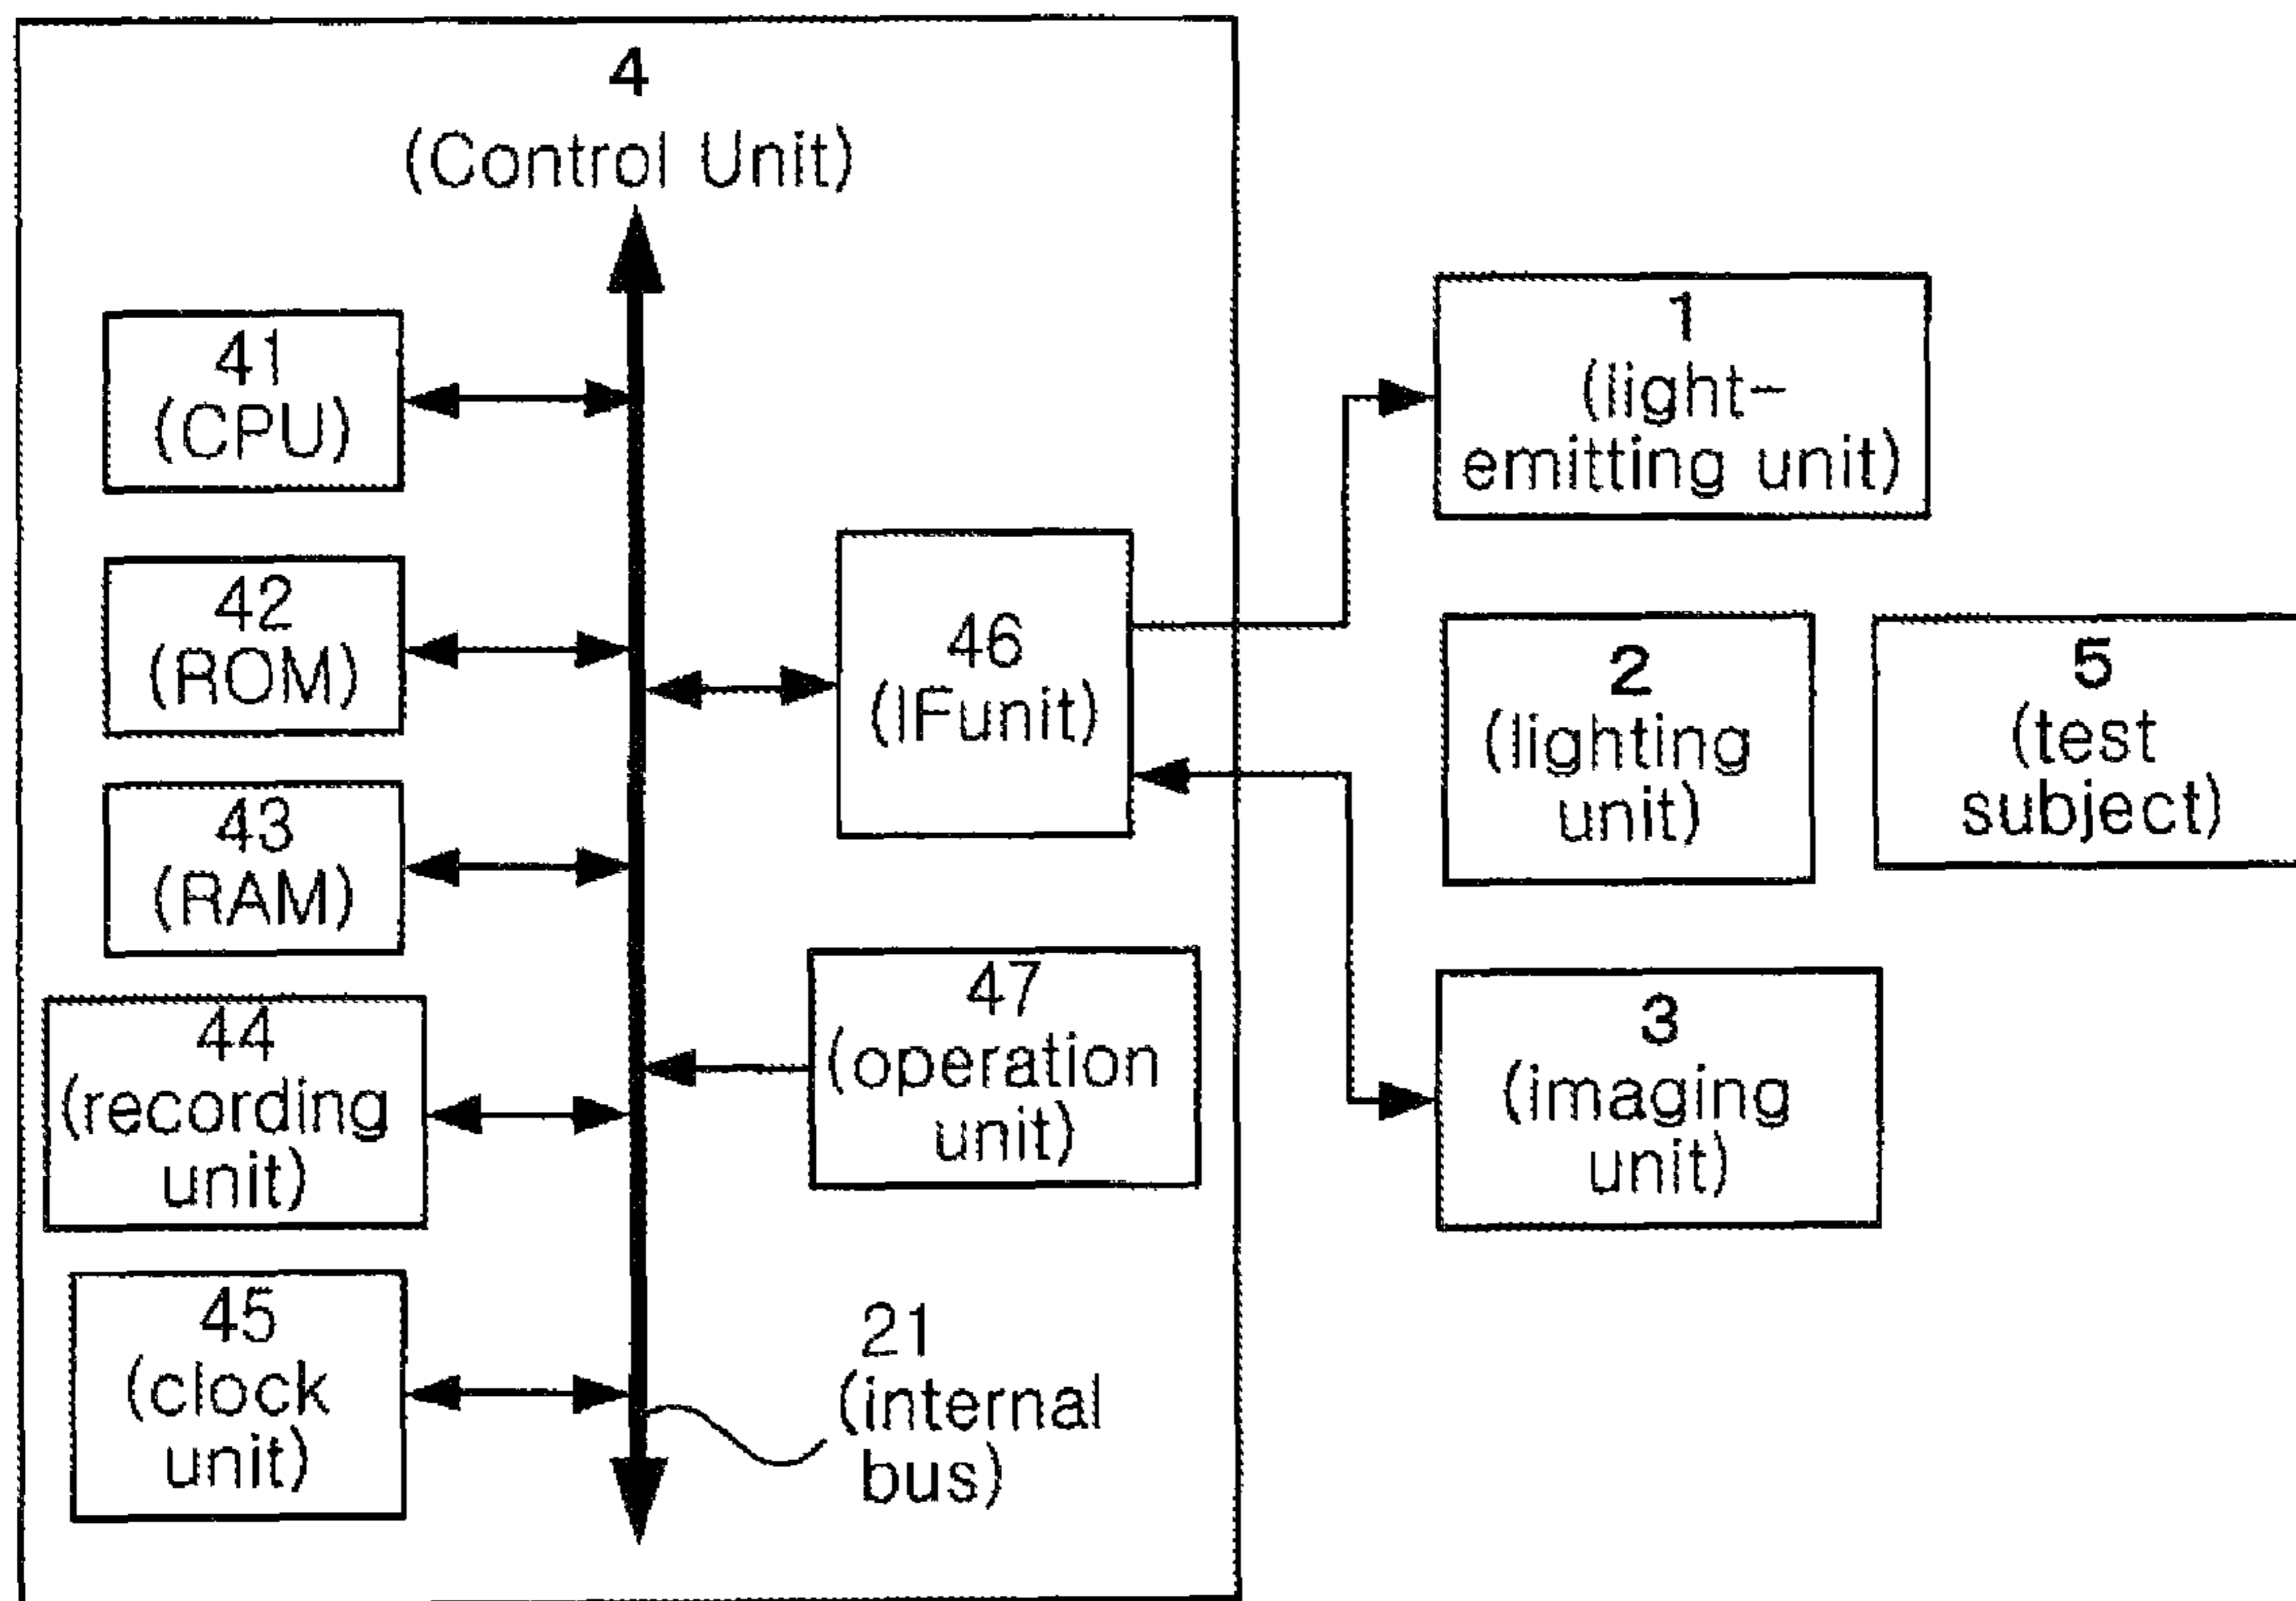 4
(Control Unit)
41
(CPU)
42
(ROM)
43
(RAM)
44
(recording
unit)
45
(clock
unit)
46
(IFunit)
47
(operation
unit)
21
(internal
bus)
1
(light-
emitting unit)
2
(lighting
unit)
5
(test
subject)
3
(imaging
unit)